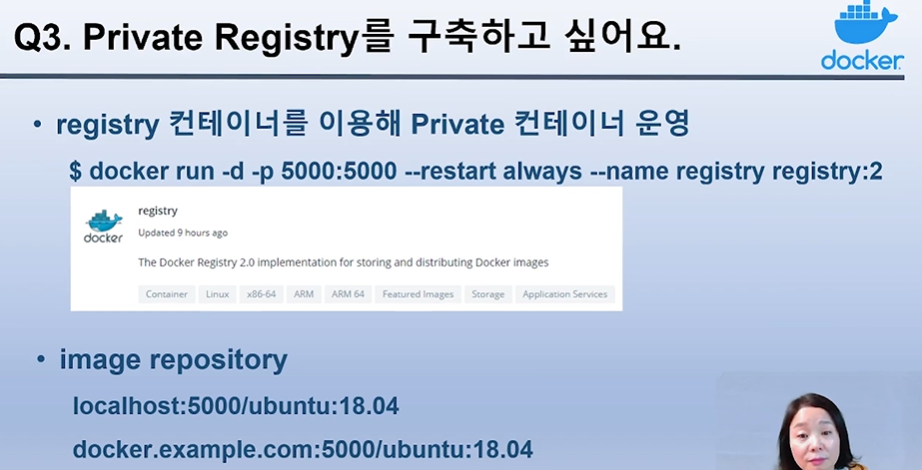 Q3. Private Registry를 구축하고 싶어요.
docker
• registry 컨테이너를 이용해 Private 컨테이너 운영
$ docker run -d -p 5000:5000 --restart always --name registry registry:2
docker
registry
Updated 9 hours ago
The Docker Registry 2.0 implementation for storing and distributing Docker images
Container Linux x86-64 ARM ARM 64 Featured Images Storage Application Services
• image repository
localhost:5000/ubuntu:18.04
docker.example.com:5000/ubuntu:18.04